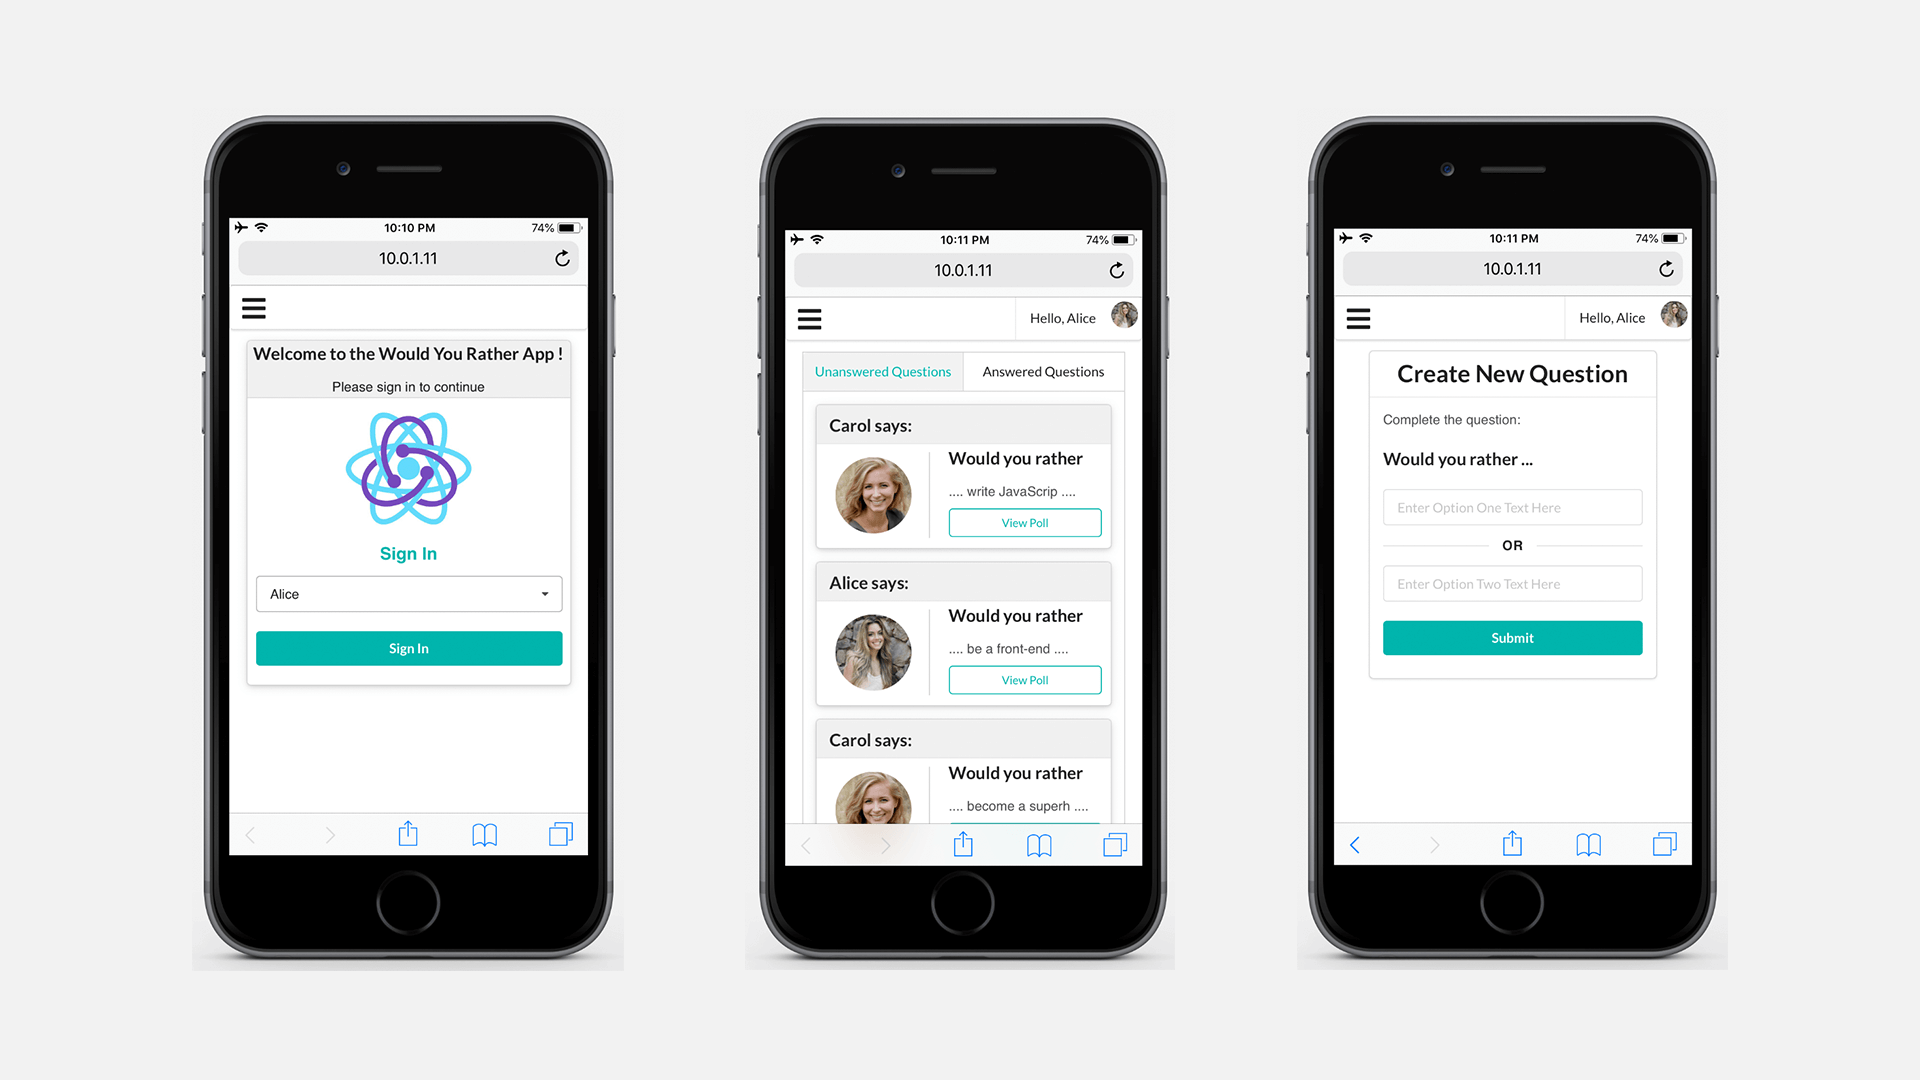 10:10 PM
74%
10.0.1.11
Welcome to the Would You Rather App !
Please sign in to continue
Sign In
Alice
Sign In
10:11 PM
74%
10.0.1.11
Hello, Alice
Unanswered Questions
Answered Questions
Carol says:
Would you rather
.... write JavaScrip ....
View Poll
Alice says:
Would you rather
.... be a front-end ....
View Poll
Carol says:
Would you rather
.... become a superh ....
10:11 PM
74%
10.0.1.11
Hello, Alice
Create New Question
Complete the question:
Would you rather ...
Enter Option One Text Here
OR
Enter Option Two Text Here
Submit